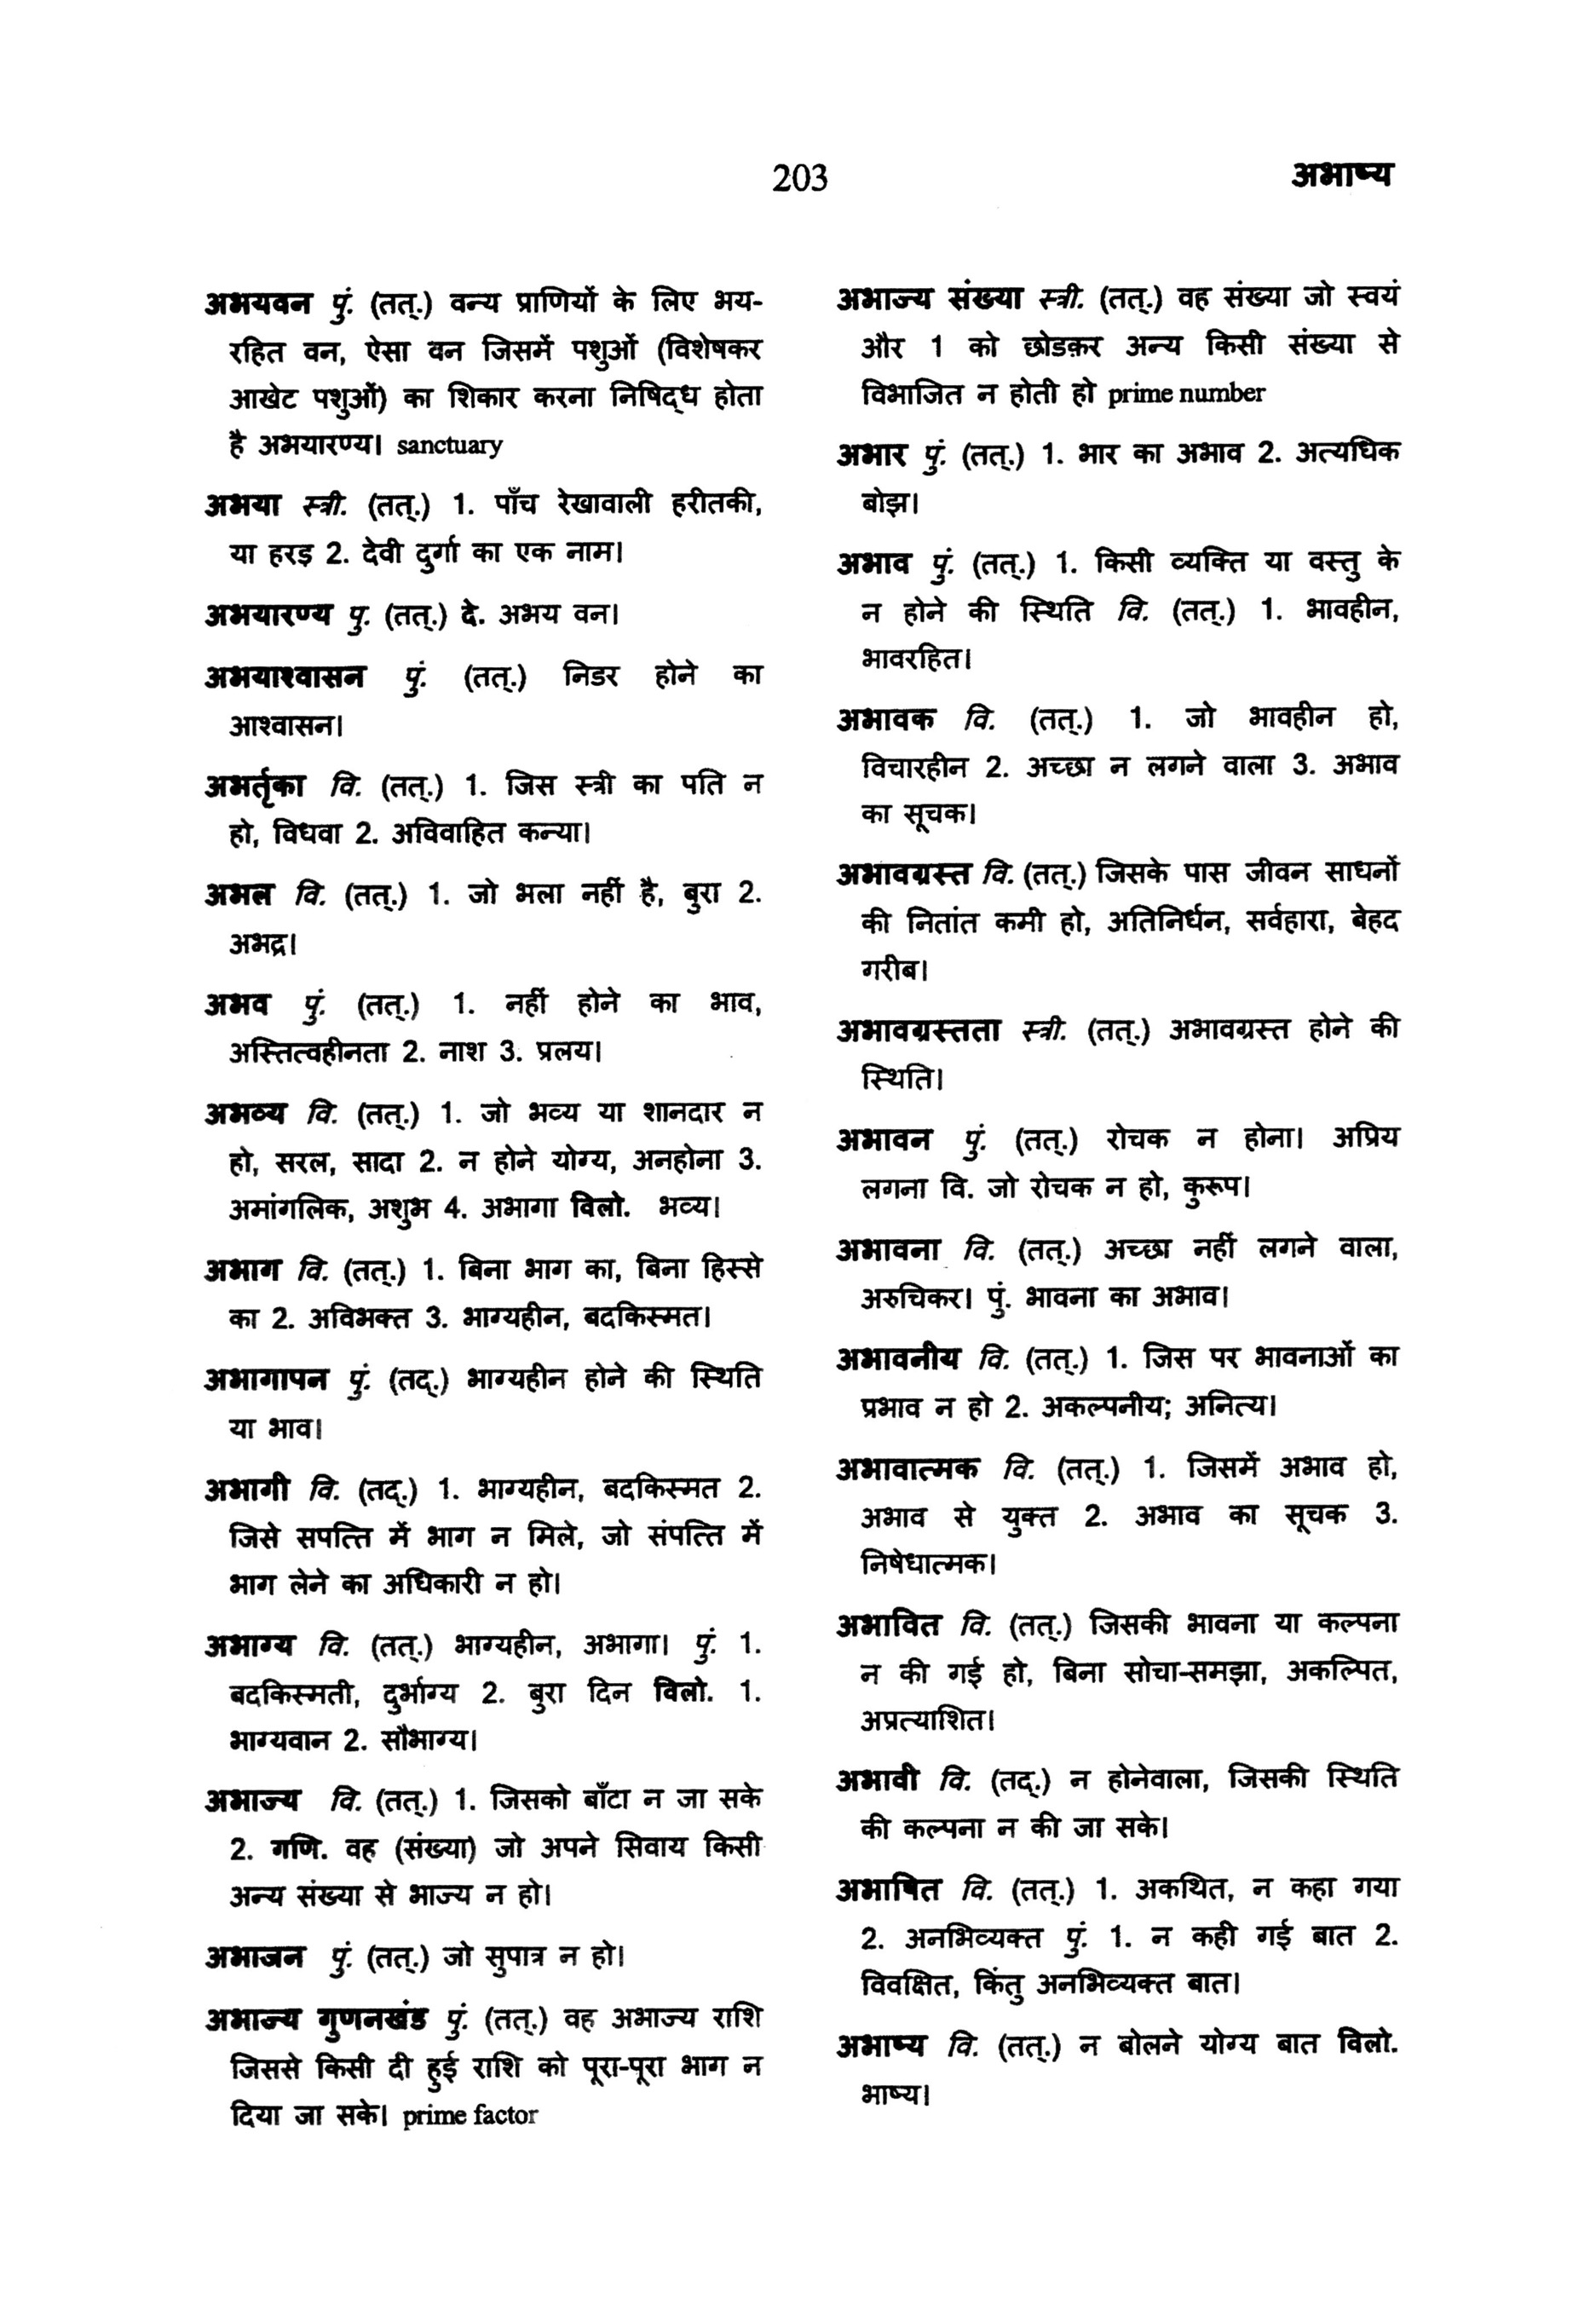 203
अभाष्य
अभयवन पुं. (तत्.) वन्य प्राणियों के लिए भय-
रहित वन, ऐसा वन जिसमें पशुओं (विशेषकर
आखेट पशुओं) का शिकार करना निषिद्ध होता
है अभयारण्य। sanctuary
अभया स्त्री. (तत्.) 1. पाँच रेखावाली हरीतकी,
या हरड़ 2. देवी दुर्गा का एक नाम।
अभयारण्य पु. (तत्.) दे. अभय वन।
अभयाश्वासन पुं. (तत्.) निडर होने का
आश्वासन।
अभर्तृका वि. (तत्.) 1. जिस स्त्री का पति न
हो, विधवा 2. अविवाहित कन्या।
अभल वि. (तत्.) 1. जो भला नहीं है, बुरा 2.
अभद्र।
अभव पुं. (तत्.) 1. नहीं होने का भाव,
अस्तित्वहीनता 2. नाश 3. प्रलय।
अभव्य वि. (तत्.) 1. जो भव्य या शानदार न
हो, सरल, सादा 2. न होने योग्य, अनहोना 3.
अमांगलिक, अशुभ 4. अभागा विलो. भव्य।
अभाग वि. (तत्.) 1. बिना भाग का, बिना हिस्से
का 2. अविभक्त 3. भाग्यहीन, बदकिस्मत।
अभागापन पुं. (तद्.) भाग्यहीन होने की स्थिति
या भाव।
अभागी वि. (तद्.) 1. भाग्यहीन, बदकिस्मत 2.
जिसे सपत्ति में भाग न मिले, जो संपत्ति में
भाग लेने का अधिकारी न हो।
अभाग्य वि. (तत्.) भाग्यहीन, अभागा। पुं. 1.
बदकिस्मती, दुर्भाग्य 2. बुरा दिन विलो. 1.
भाग्यवान 2. सौभाग्य।
अभाज्य वि. (तत्.) 1. जिसको बाँटा न जा सके
2. गणि. वह (संख्या) जो अपने सिवाय किसी
अन्य संख्या से भाज्य न हो।
अभाजन पुं. (तत्.) जो सुपात्र न हो।
अभाज्य गुणनखंड पुं. (तत्.) वह अभाज्य राशि
जिससे किसी दी हुई राशि को पूरा-पूरा भाग न
दिया जा सके। prime factor
अभाज्य संख्या स्त्री. (तत्.) वह संख्या जो स्वयं
और 1 को छोडक़र अन्य किसी संख्या से
विभाजित न होती हो prime number
अभार पुं. (तत्.) 1. भार का अभाव 2. अत्यधिक
बोझ।
अभाव पुं. (तत्.) 1. किसी व्यक्ति या वस्तु के
न होने की स्थिति वि. (तत्.) 1. भावहीन,
भावरहित।
अभावक वि. (तत्.) 1. जो भावहीन हो,
विचारहीन 2. अच्छा न लगने वाला 3. अभाव
का सूचक।
अभावग्रस्त वि. (तत्.) जिसके पास जीवन साधनों
की नितांत कमी हो, अतिनिर्धन, सर्वहारा, बेहद
गरीब।
अभावग्रस्तता स्त्री. (तत्.) अभावग्रस्त होने की
स्थिति।
अभावन पुं. (तत्.) रोचक न होना। अप्रिय
लगना वि. जो रोचक न हो, कुरूप।
अभावना वि. (तत्.) अच्छा नहीं लगने वाला,
अरुचिकर। पुं. भावना का अभाव।
अभावनीय वि. (तत्.) 1. जिस पर भावनाओं का
प्रभाव न हो 2. अकल्पनीय; अनित्य।
अभावात्मक वि. (तत्.) 1. जिसमें अभाव हो,
अभाव से युक्त 2. अभाव का सूचक 3.
निषेधात्मक।
अभावित वि. (तत्.) जिसकी भावना या कल्पना
न की गई हो, बिना सोचा-समझा, अकल्पित,
अप्रत्याशित।
अभावी वि. (तद्.) न होनेवाला, जिसकी स्थिति
की कल्पना न की जा सके।
अभाषित वि. (तत्.) 1. अकथित, न कहा गया
2. अनभिव्यक्त पुं. 1. न कही गई बात 2.
विवक्षित, किंतु अनभिव्यक्त बात।
अभाष्य वि. (तत्.) न बोलने योग्य बात विलो.
भाष्य।